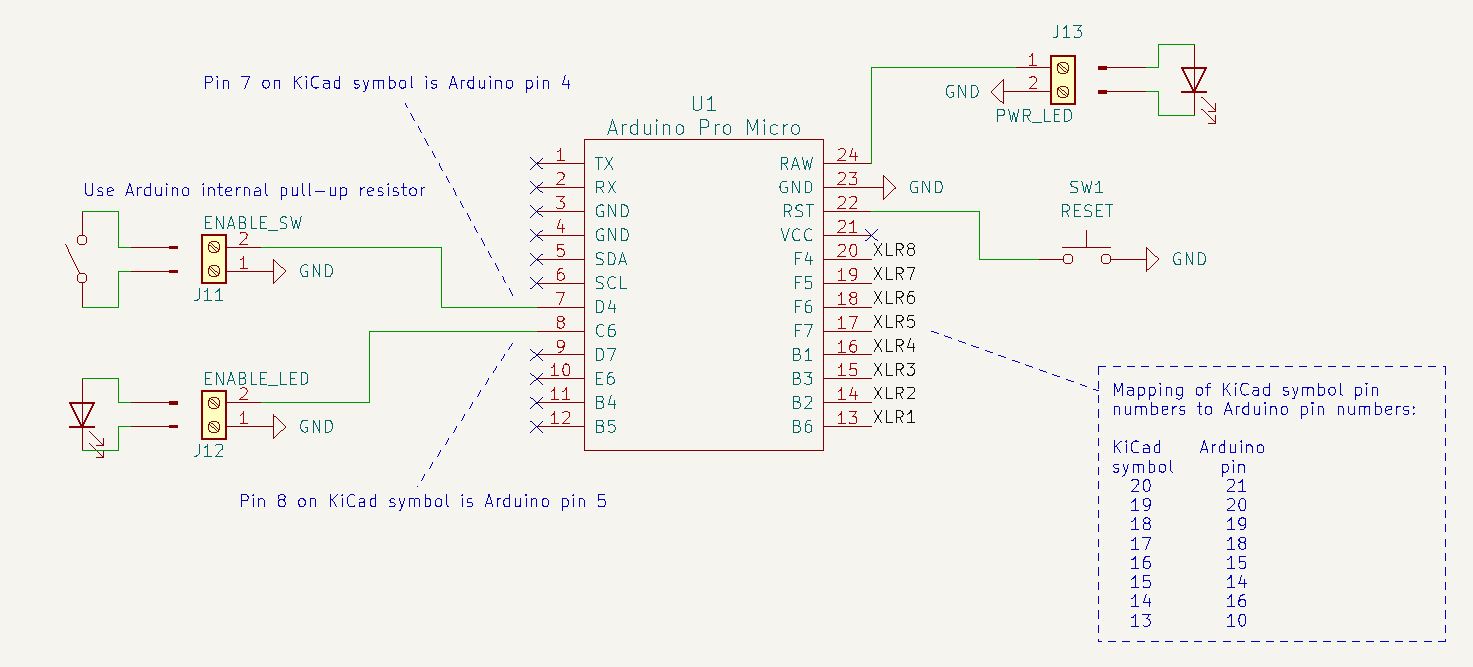 J13
Pin 7 on KiCad symbol is Arduino pin 4
1
GND 2
PWR_LED
U1
Arduino Pro Micro
1 TX RAW 24
2 RX GND 23 GND
3 GND RST 22
4 GND VCC 21
5 SDA F4 20 XLR8
6 SCL F5 19 XLR7
7 D4 F6 18 XLR6
8 C6 F7 17 XLR5
9 D7 B1 16 XLR4
10 E6 B3 15 XLR3
11 B4 B2 14 XLR2
12 B5 B6 13 XLR1
SW1
RESET
GND
Use Arduino internal pull-up resistor
ENABLE_SW
2
1 GND
J11
ENABLE_LED
2
1 GND
J12
Pin 8 on KiCad symbol is Arduino pin 5
Mapping of KiCad symbol pin
numbers to Arduino pin numbers:
KiCad Arduino
symbol pin
20 21
19 20
18 19
17 18
16 15
15 14
14 16
13 10